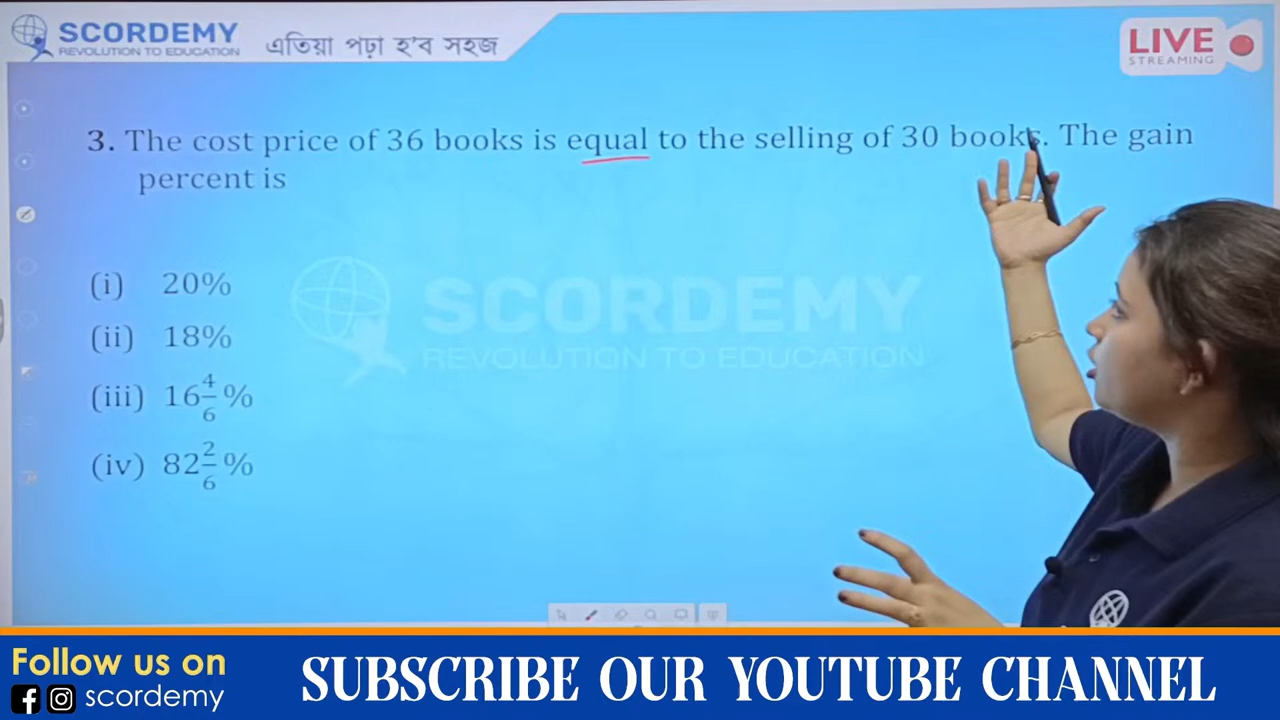 SCORDEMY
REVOLUTION TO EDUCATION
এতিয়া পঢ়া হ'ব সহজ
LIVE
STREAMING
3. The cost price of 36 books is equal to the selling of 30 books. The gain
percent is
(i) 20%
(ii) 18%
(iii) 16 4/6 %
(iv) 82 2/6 %
SCORDEMY
REVOLUTION TO EDUCATION
Follow us on
scordemy
SUBSCRIBE OUR YOUTUBE CHANNEL